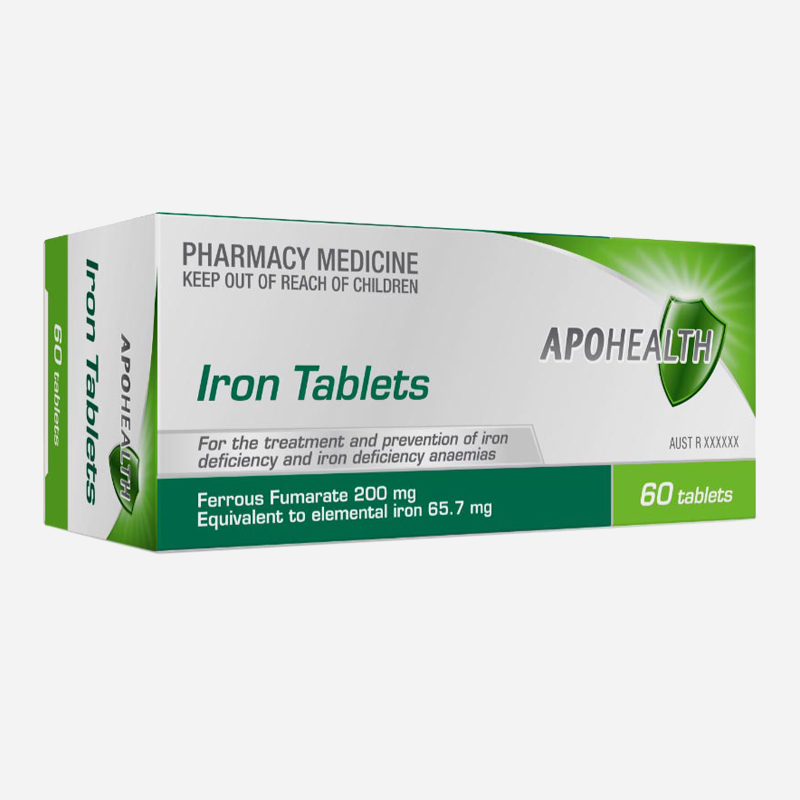 PHARMACY MEDICINE
KEEP OUT OF REACH OF CHILDREN
APOHEALTH
Iron Tablets
For the treatment and prevention of iron
deficiency and iron deficiency anaemias
AUST R XXXXXX
Ferrous Fumarate 200 mg
Equivalent to elemental iron 65.7 mg
60 tablets
Iron Tablets
APOHEALTH
60 tablets